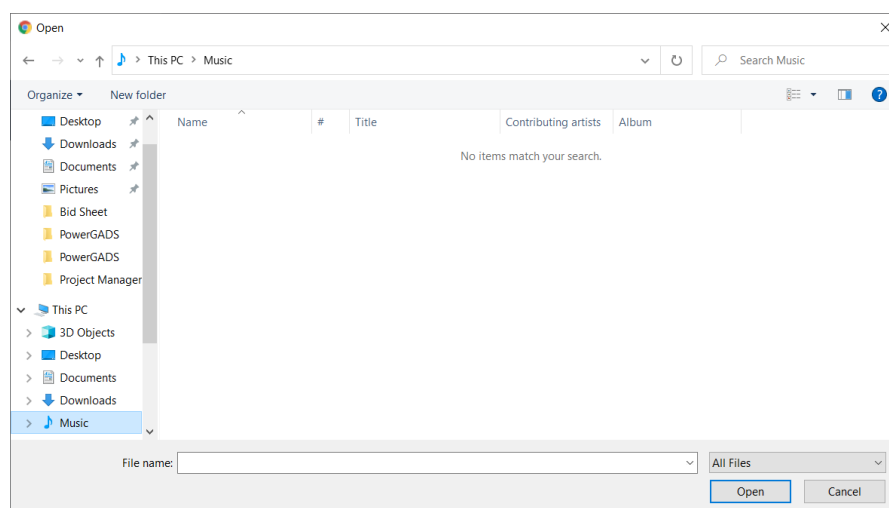 Open
This PC > Music
Search Music
Organize
New folder
Name # Title Contributing artists Album
No items match your search.
Desktop
Downloads
Documents
Pictures
Bid Sheet
PowerGADS
PowerGADS
Project Manager
This PC
3D Objects
Desktop
Documents
Downloads
Music
File name:
All Files
Open
Cancel